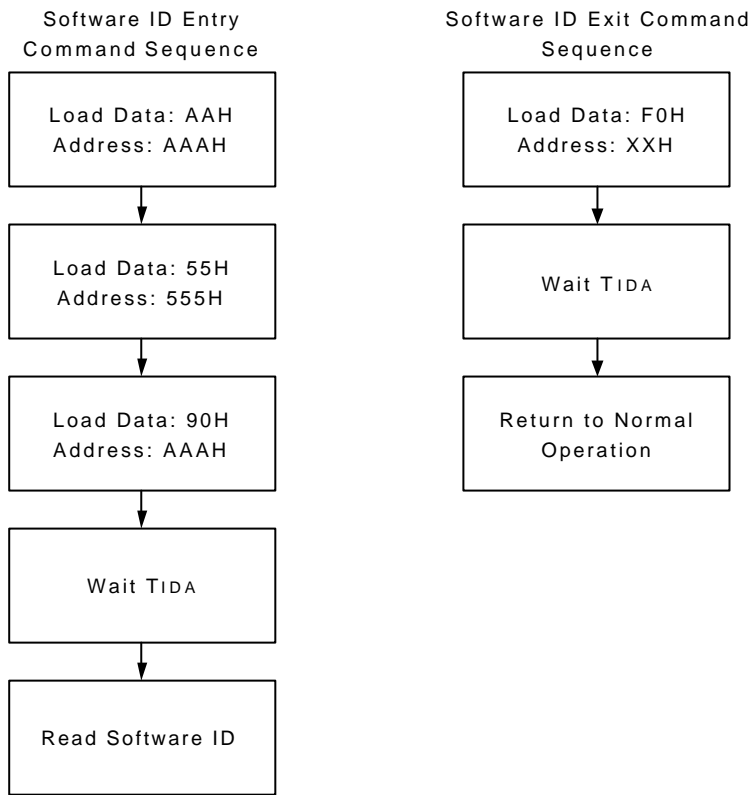 Software ID Entry
Command Sequence
Load Data: AAH
Address: AAAH
Load Data: 55H
Address: 555H
Load Data: 90H
Address: AAAH
Wait TIDA
Read Software ID
Software ID Exit Command
Sequence
Load Data: F0H
Address: XXH
Wait TIDA
Return to Normal
Operation